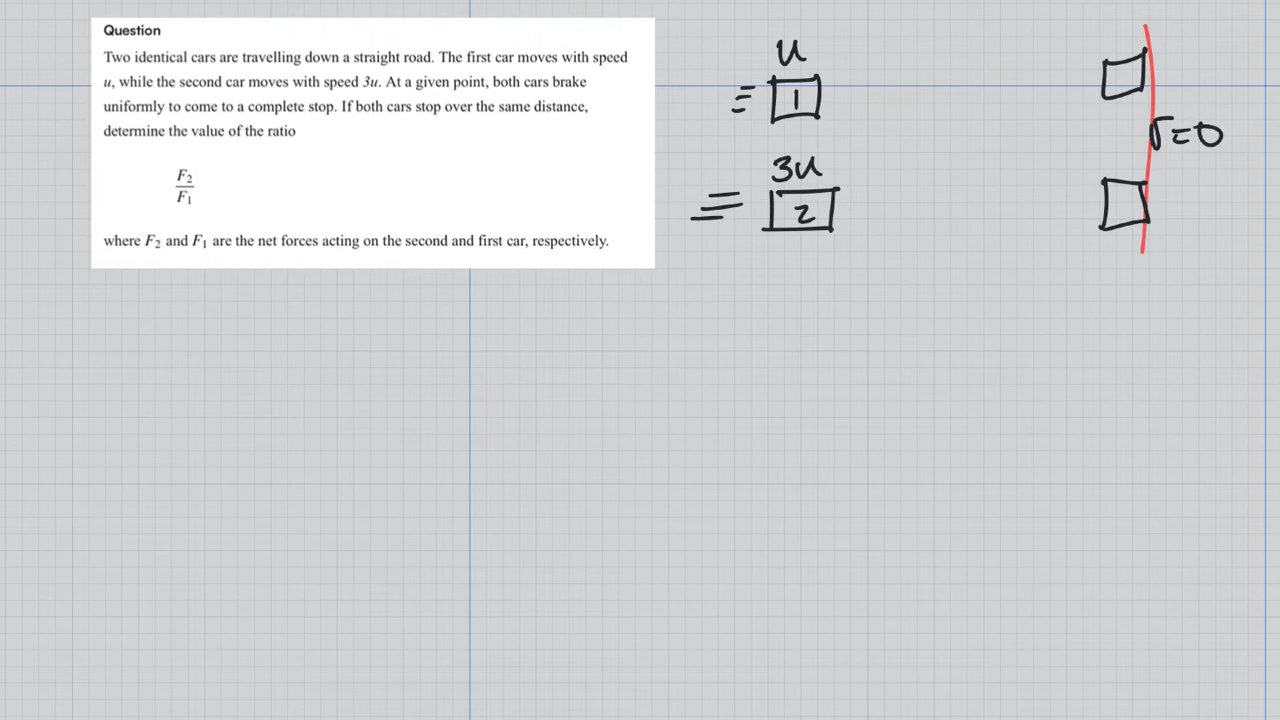 Question
Two identical cars are travelling down a straight road. The first car moves with speed
u, while the second car moves with speed 3u. At a given point, both cars brake
uniformly to come to a complete stop. If both cars stop over the same distance,
determine the value of the ratio
F₂
F₁
where F₂ and F₁ are the net forces acting on the second and first car, respectively.
u
1
v=0
3u
2